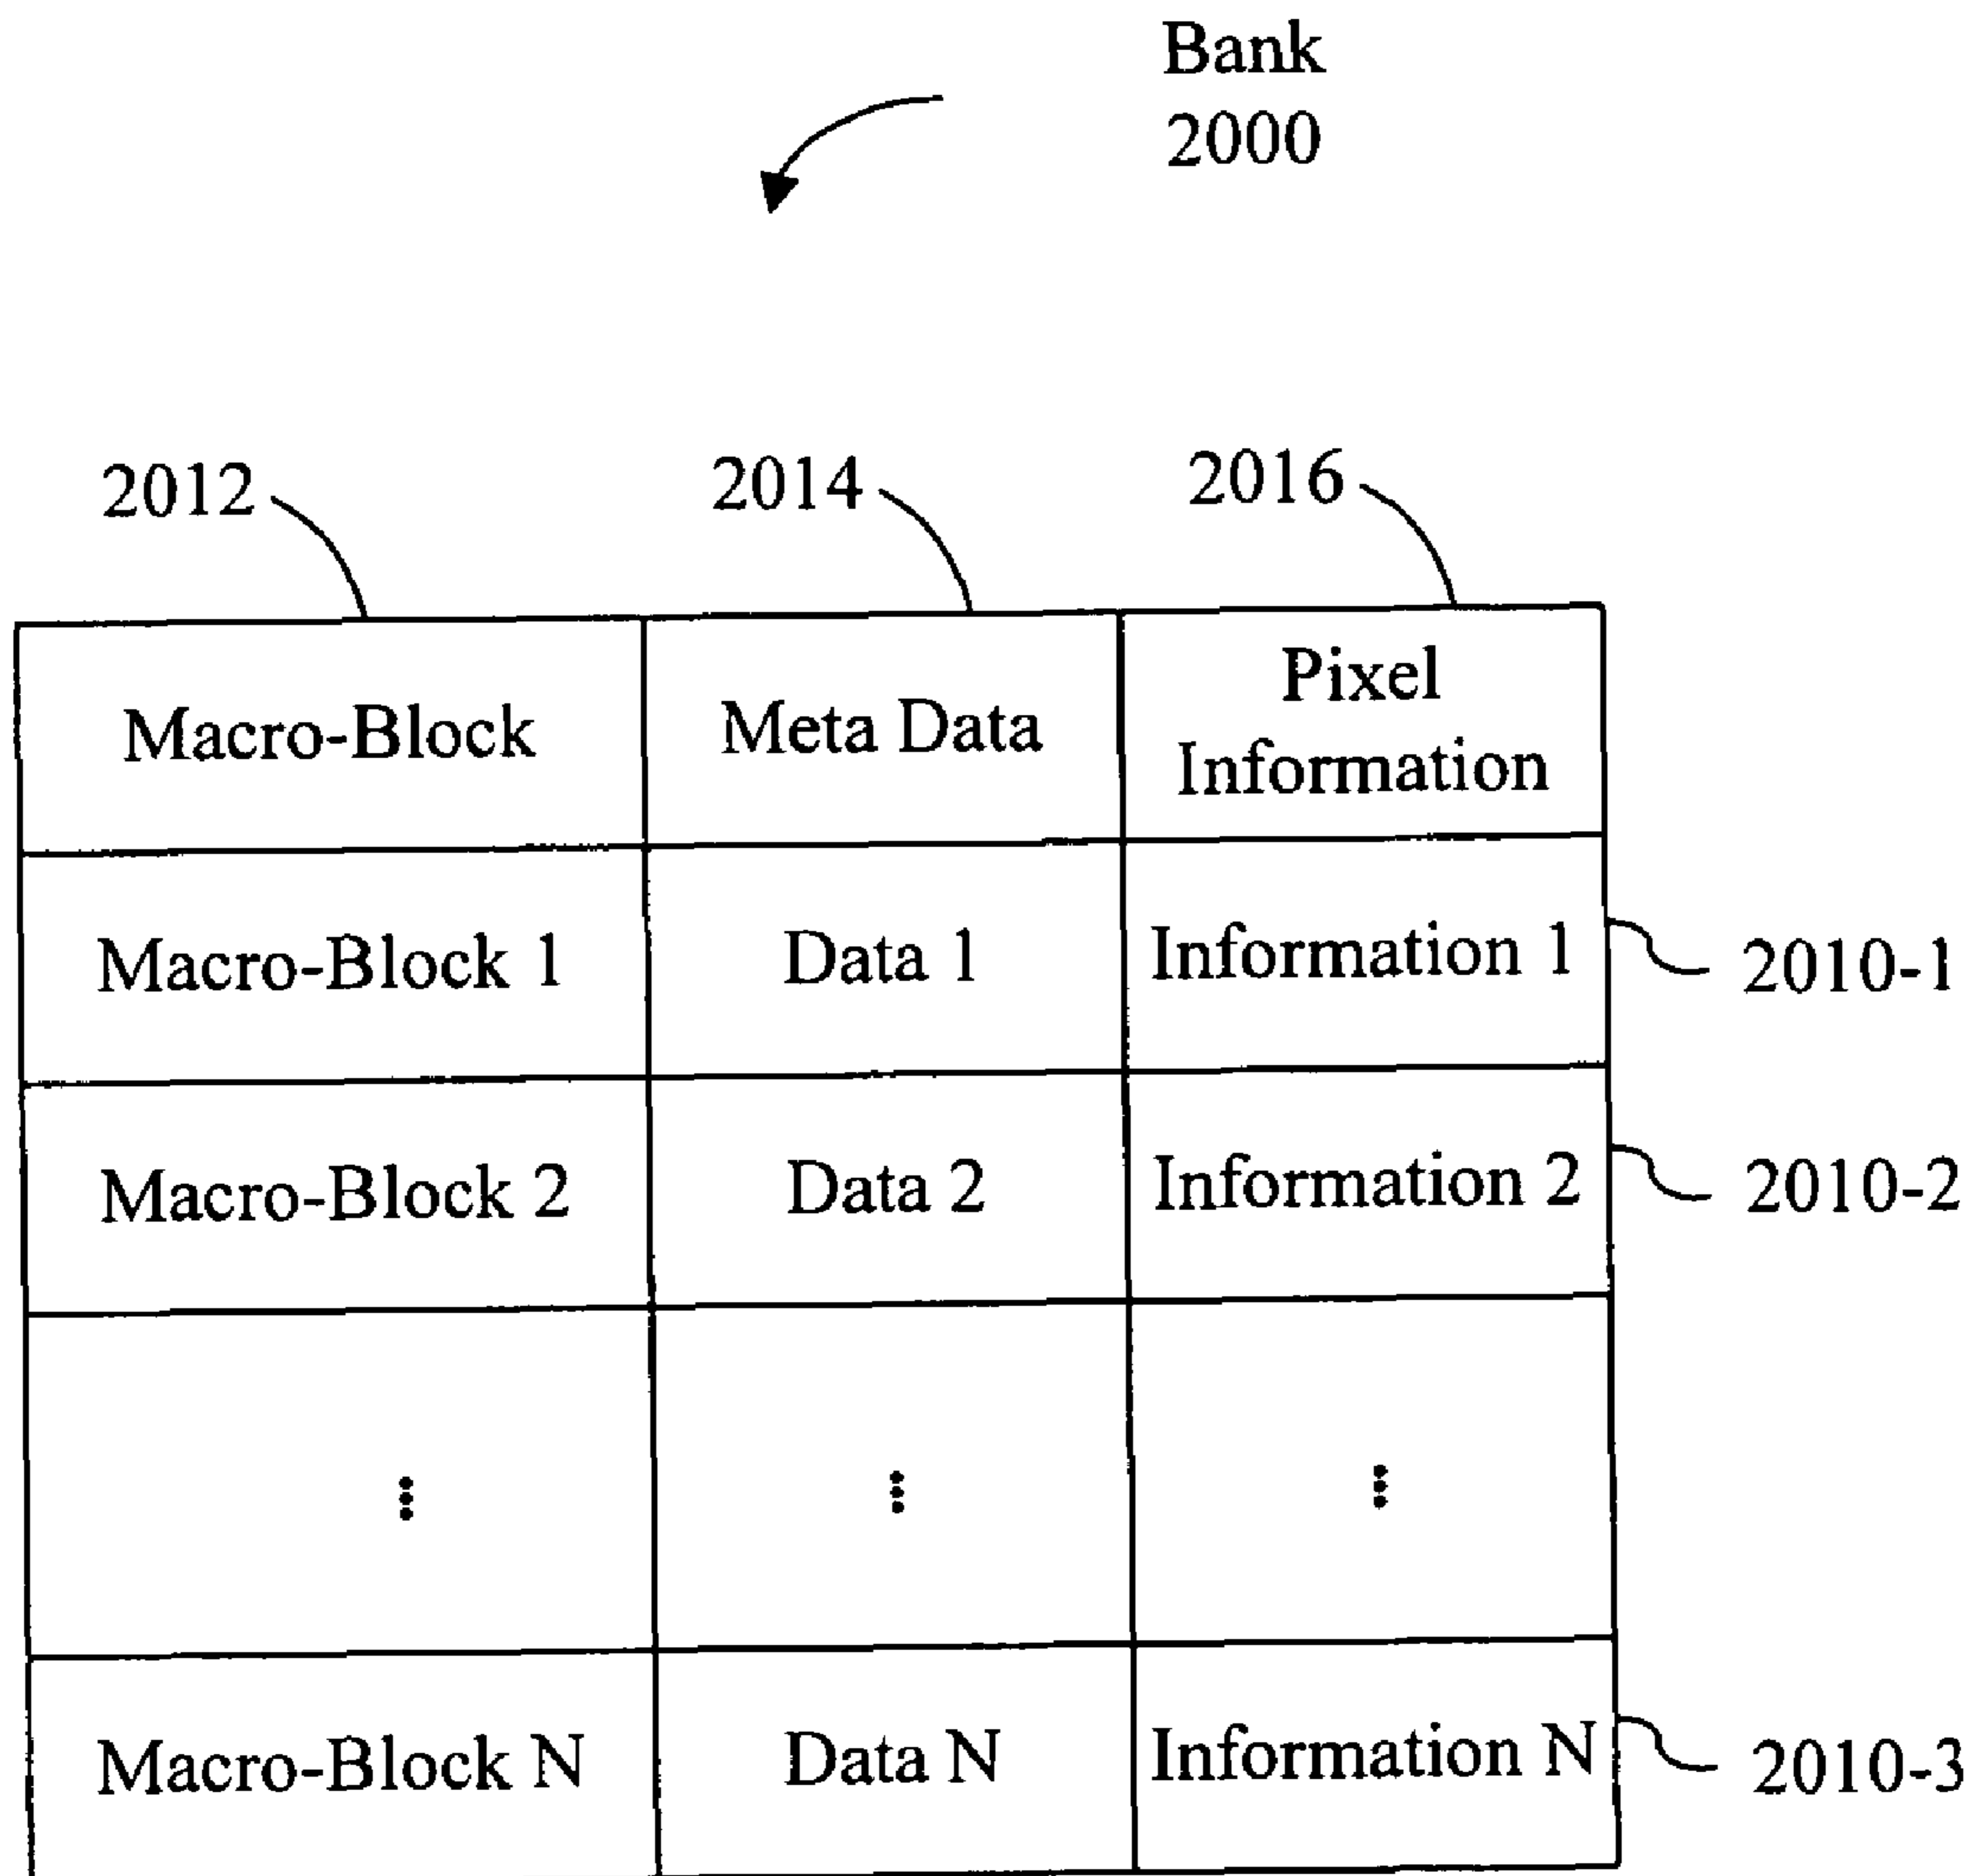 Bank
2000
2012
2014
2016
Macro-Block
Meta Data
Pixel
Information
Macro-Block 1
Data 1
Information 1
2010-1
Macro-Block 2
Data 2
Information 2
2010-2
Macro-Block N
Data N
Information N
2010-3